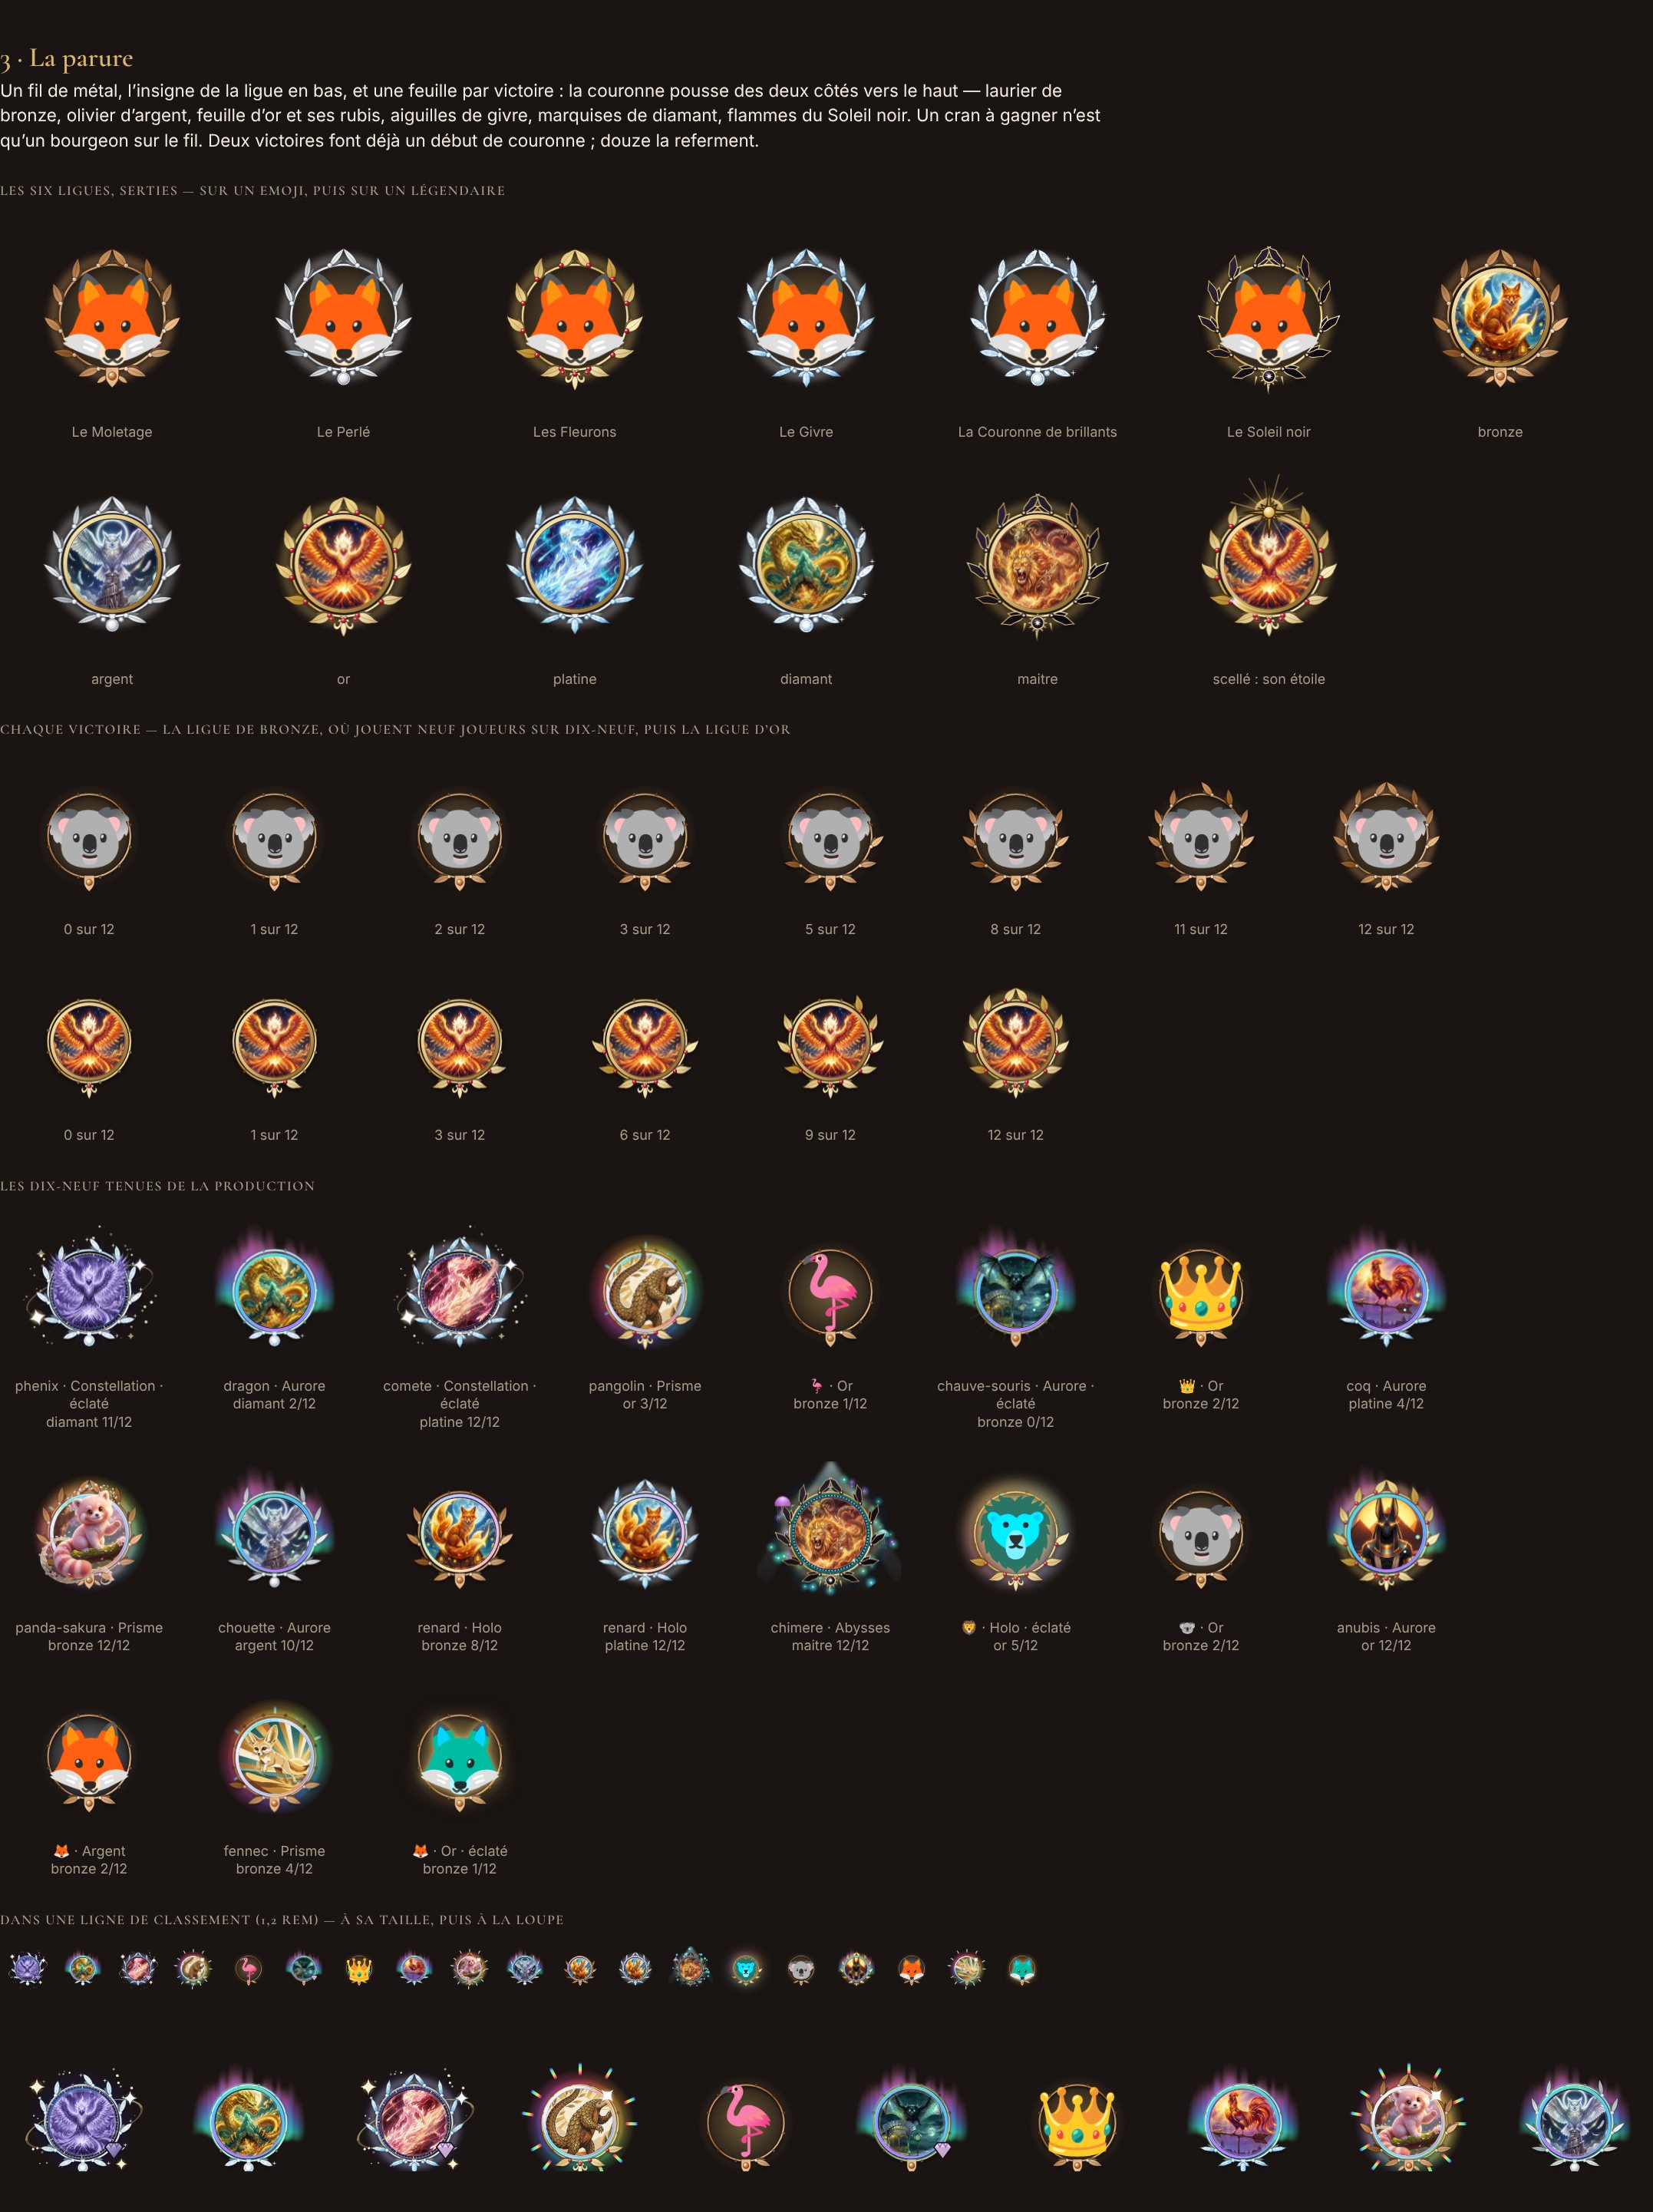 3 · La parure
Un fil de métal, l’insigne de la ligue en bas, et une feuille par victoire : la couronne pousse des deux côtés vers le haut — laurier de
bronze, olivier d’argent, feuille d’or et ses rubis, aiguilles de givre, marquises de diamant, flammes du Soleil noir. Un cran à gagner n’est
qu’un bourgeon sur le fil. Deux victoires font déjà un début de couronne ; douze la referment.
LES SIX LIGUES, SERTIES — SUR UN EMOJI, PUIS SUR UN LÉGENDAIRE
Le Moletage
Le Perlé
Les Fleurons
Le Givre
La Couronne de brillants
Le Soleil noir
bronze
argent
or
platine
diamant
maitre
scellé : son étoile
CHAQUE VICTOIRE — LA LIGUE DE BRONZE, OÙ JOUENT NEUF JOUEURS SUR DIX-NEUF, PUIS LA LIGUE D’OR
0 sur 12
1 sur 12
2 sur 12
3 sur 12
5 sur 12
8 sur 12
11 sur 12
12 sur 12
0 sur 12
1 sur 12
3 sur 12
6 sur 12
9 sur 12
12 sur 12
LES DIX-NEUF TENUES DE LA PRODUCTION
phenix · Constellation ·
éclaté
diamant 11/12
dragon · Aurore
diamant 2/12
comete · Constellation ·
éclaté
platine 12/12
pangolin · Prisme
or 3/12
🦩 · Or
bronze 1/12
chauve-souris · Aurore ·
éclaté
bronze 0/12
👑 · Or
bronze 2/12
coq · Aurore
platine 4/12
panda-sakura · Prisme
bronze 12/12
chouette · Aurore
argent 10/12
renard · Holo
bronze 8/12
renard · Holo
platine 12/12
chimere · Abysses
maitre 12/12
🦁 · Holo · éclaté
or 5/12
🐨 · Or
bronze 2/12
anubis · Aurore
or 12/12
🦊 · Argent
bronze 2/12
fennec · Prisme
bronze 4/12
🦊 · Or · éclaté
bronze 1/12
DANS UNE LIGNE DE CLASSEMENT (1,2 REM) — À SA TAILLE, PUIS À LA LOUPE